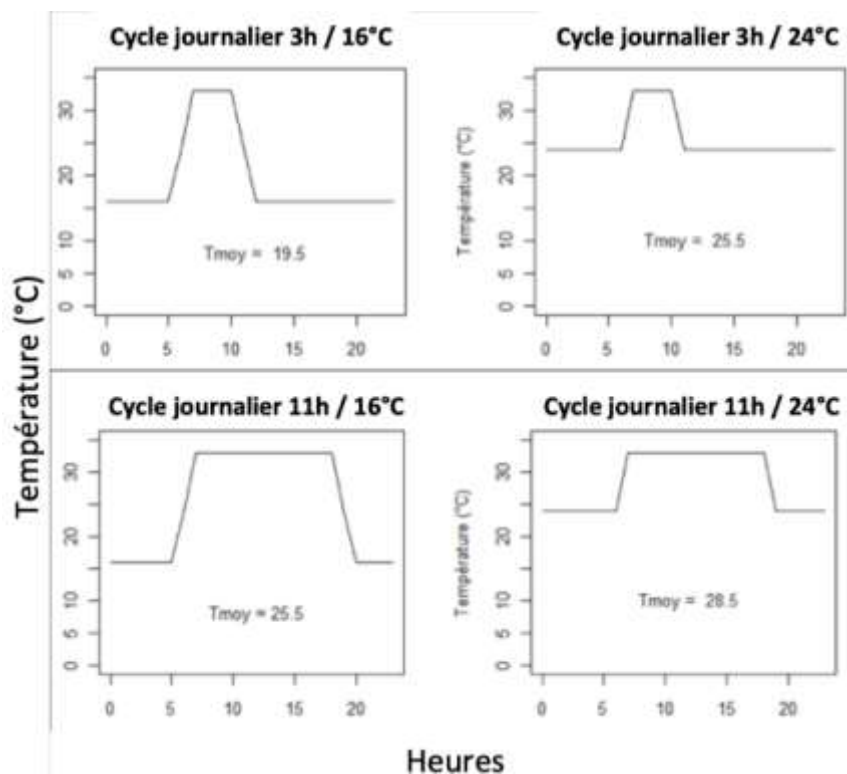 Cycle journalier 3h / 16°C
Cycle journalier 3h / 24°C
Température (°C)
30
20
10
5
0
Tmoy = 19.5
0 5 10 15 20
Température (°C)
30
20
10
5
0
Tmoy = 25.5
0 5 10 15 20
Cycle journalier 11h / 16°C
Cycle journalier 11h / 24°C
30
20
10
5
0
Tmoy = 25.5
0 5 10 15 20
Température (°C)
30
20
10
5
0
Tmoy = 28.5
0 5 10 15 20
Heures